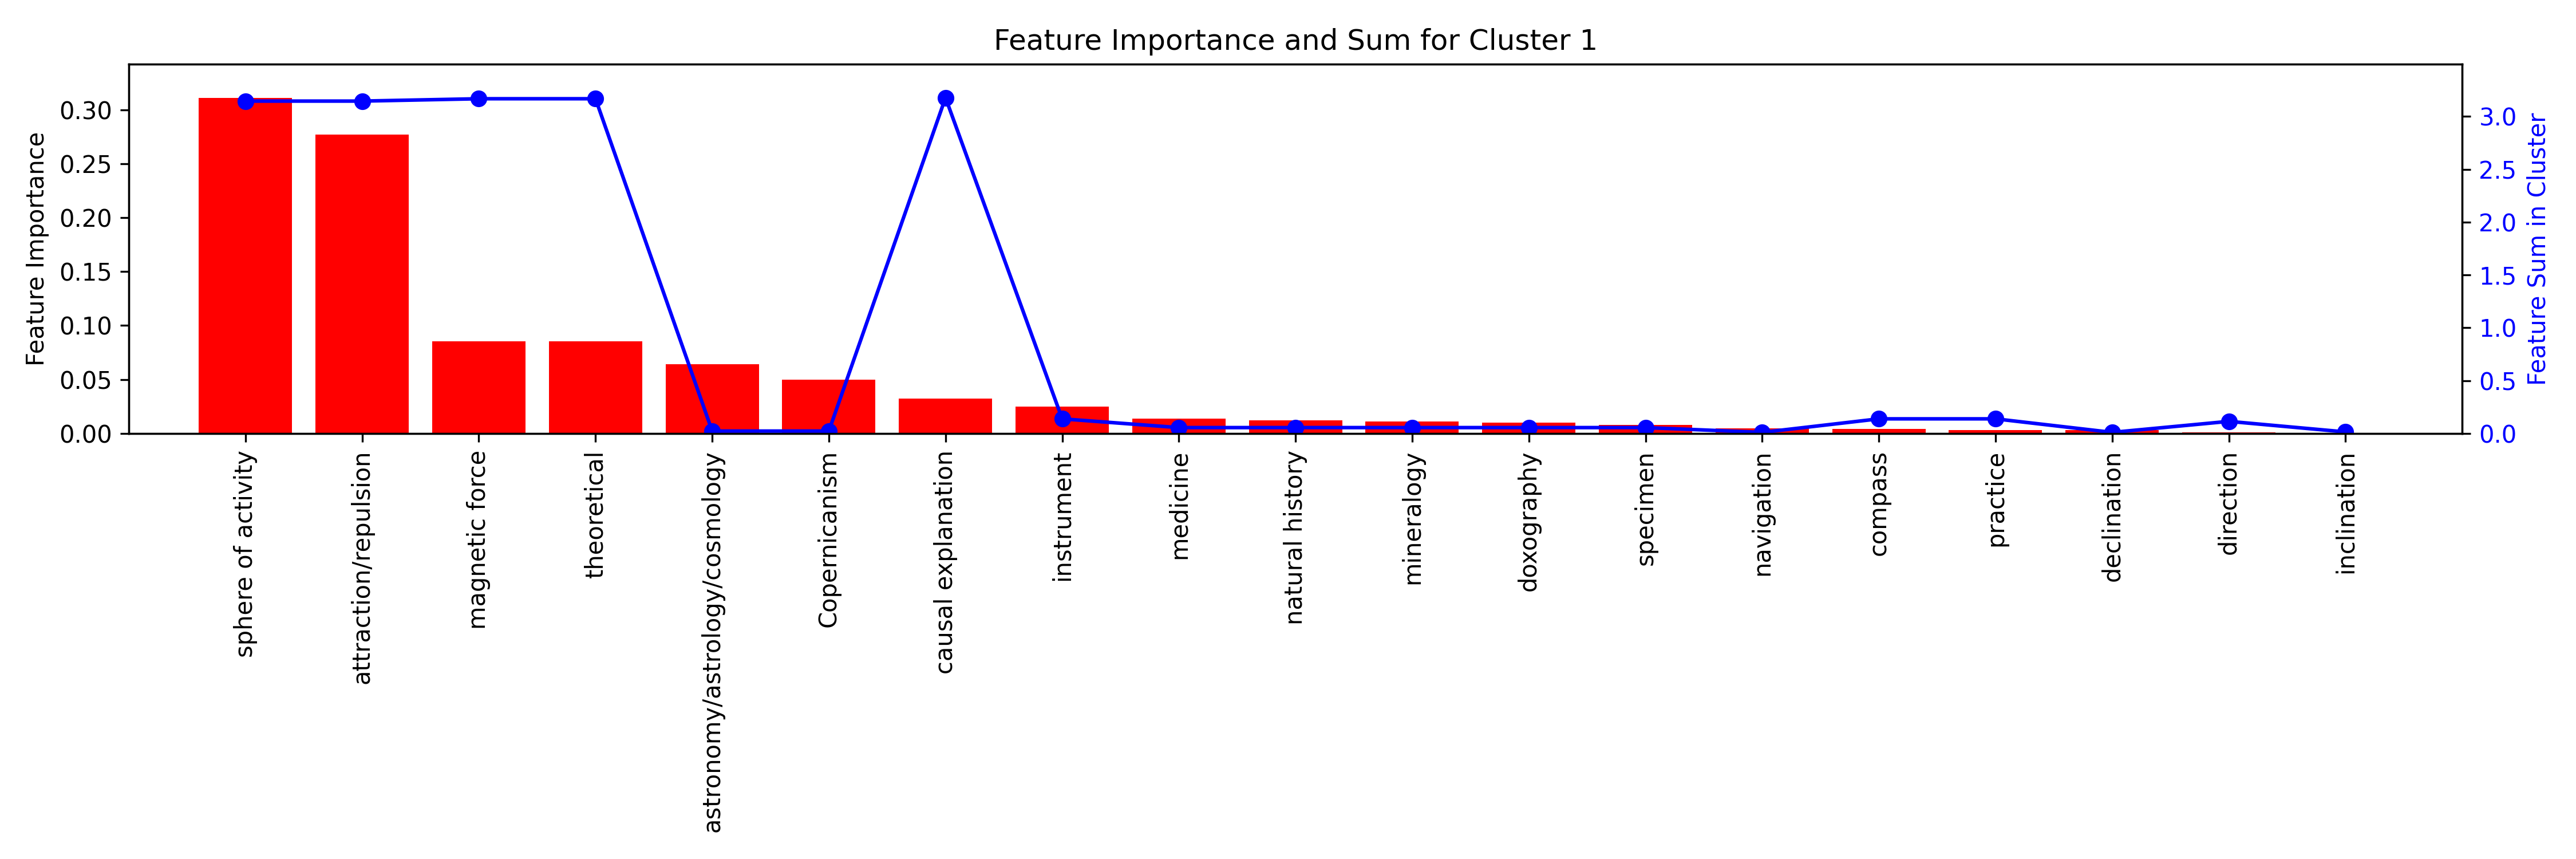 Feature Importance and Sum for Cluster 1
Feature Importance
0.30
0.25
0.20
0.15
0.10
0.05
0.00
3.0
2.5
2.0
1.5
1.0
0.5
0.0
Feature Sum in Cluster
sphere of activity
attraction/repulsion
magnetic force
theoretical
astronomy/astrology/cosmology
Copernicanism
causal explanation
instrument
medicine
natural history
mineralogy
doxography
specimen
navigation
compass
practice
declination
direction
inclination